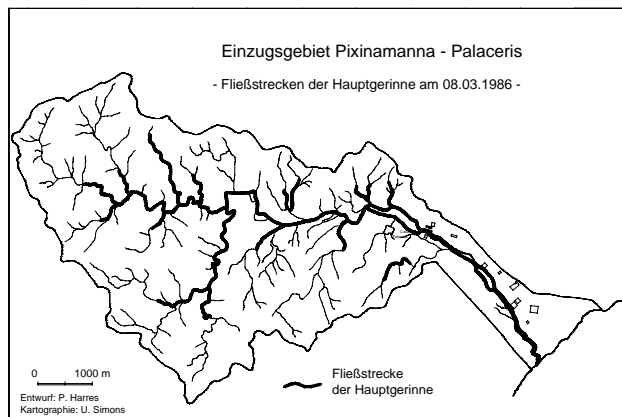 Einzugsgebiet Pixinamanna - Palaceris
- Fließstrecken der Hauptgerinne am 08.03.1986 -
0 1000 m
Entwurf: P. Harres
Kartographie: U. Simons
Fließstrecke
der Hauptgerinne